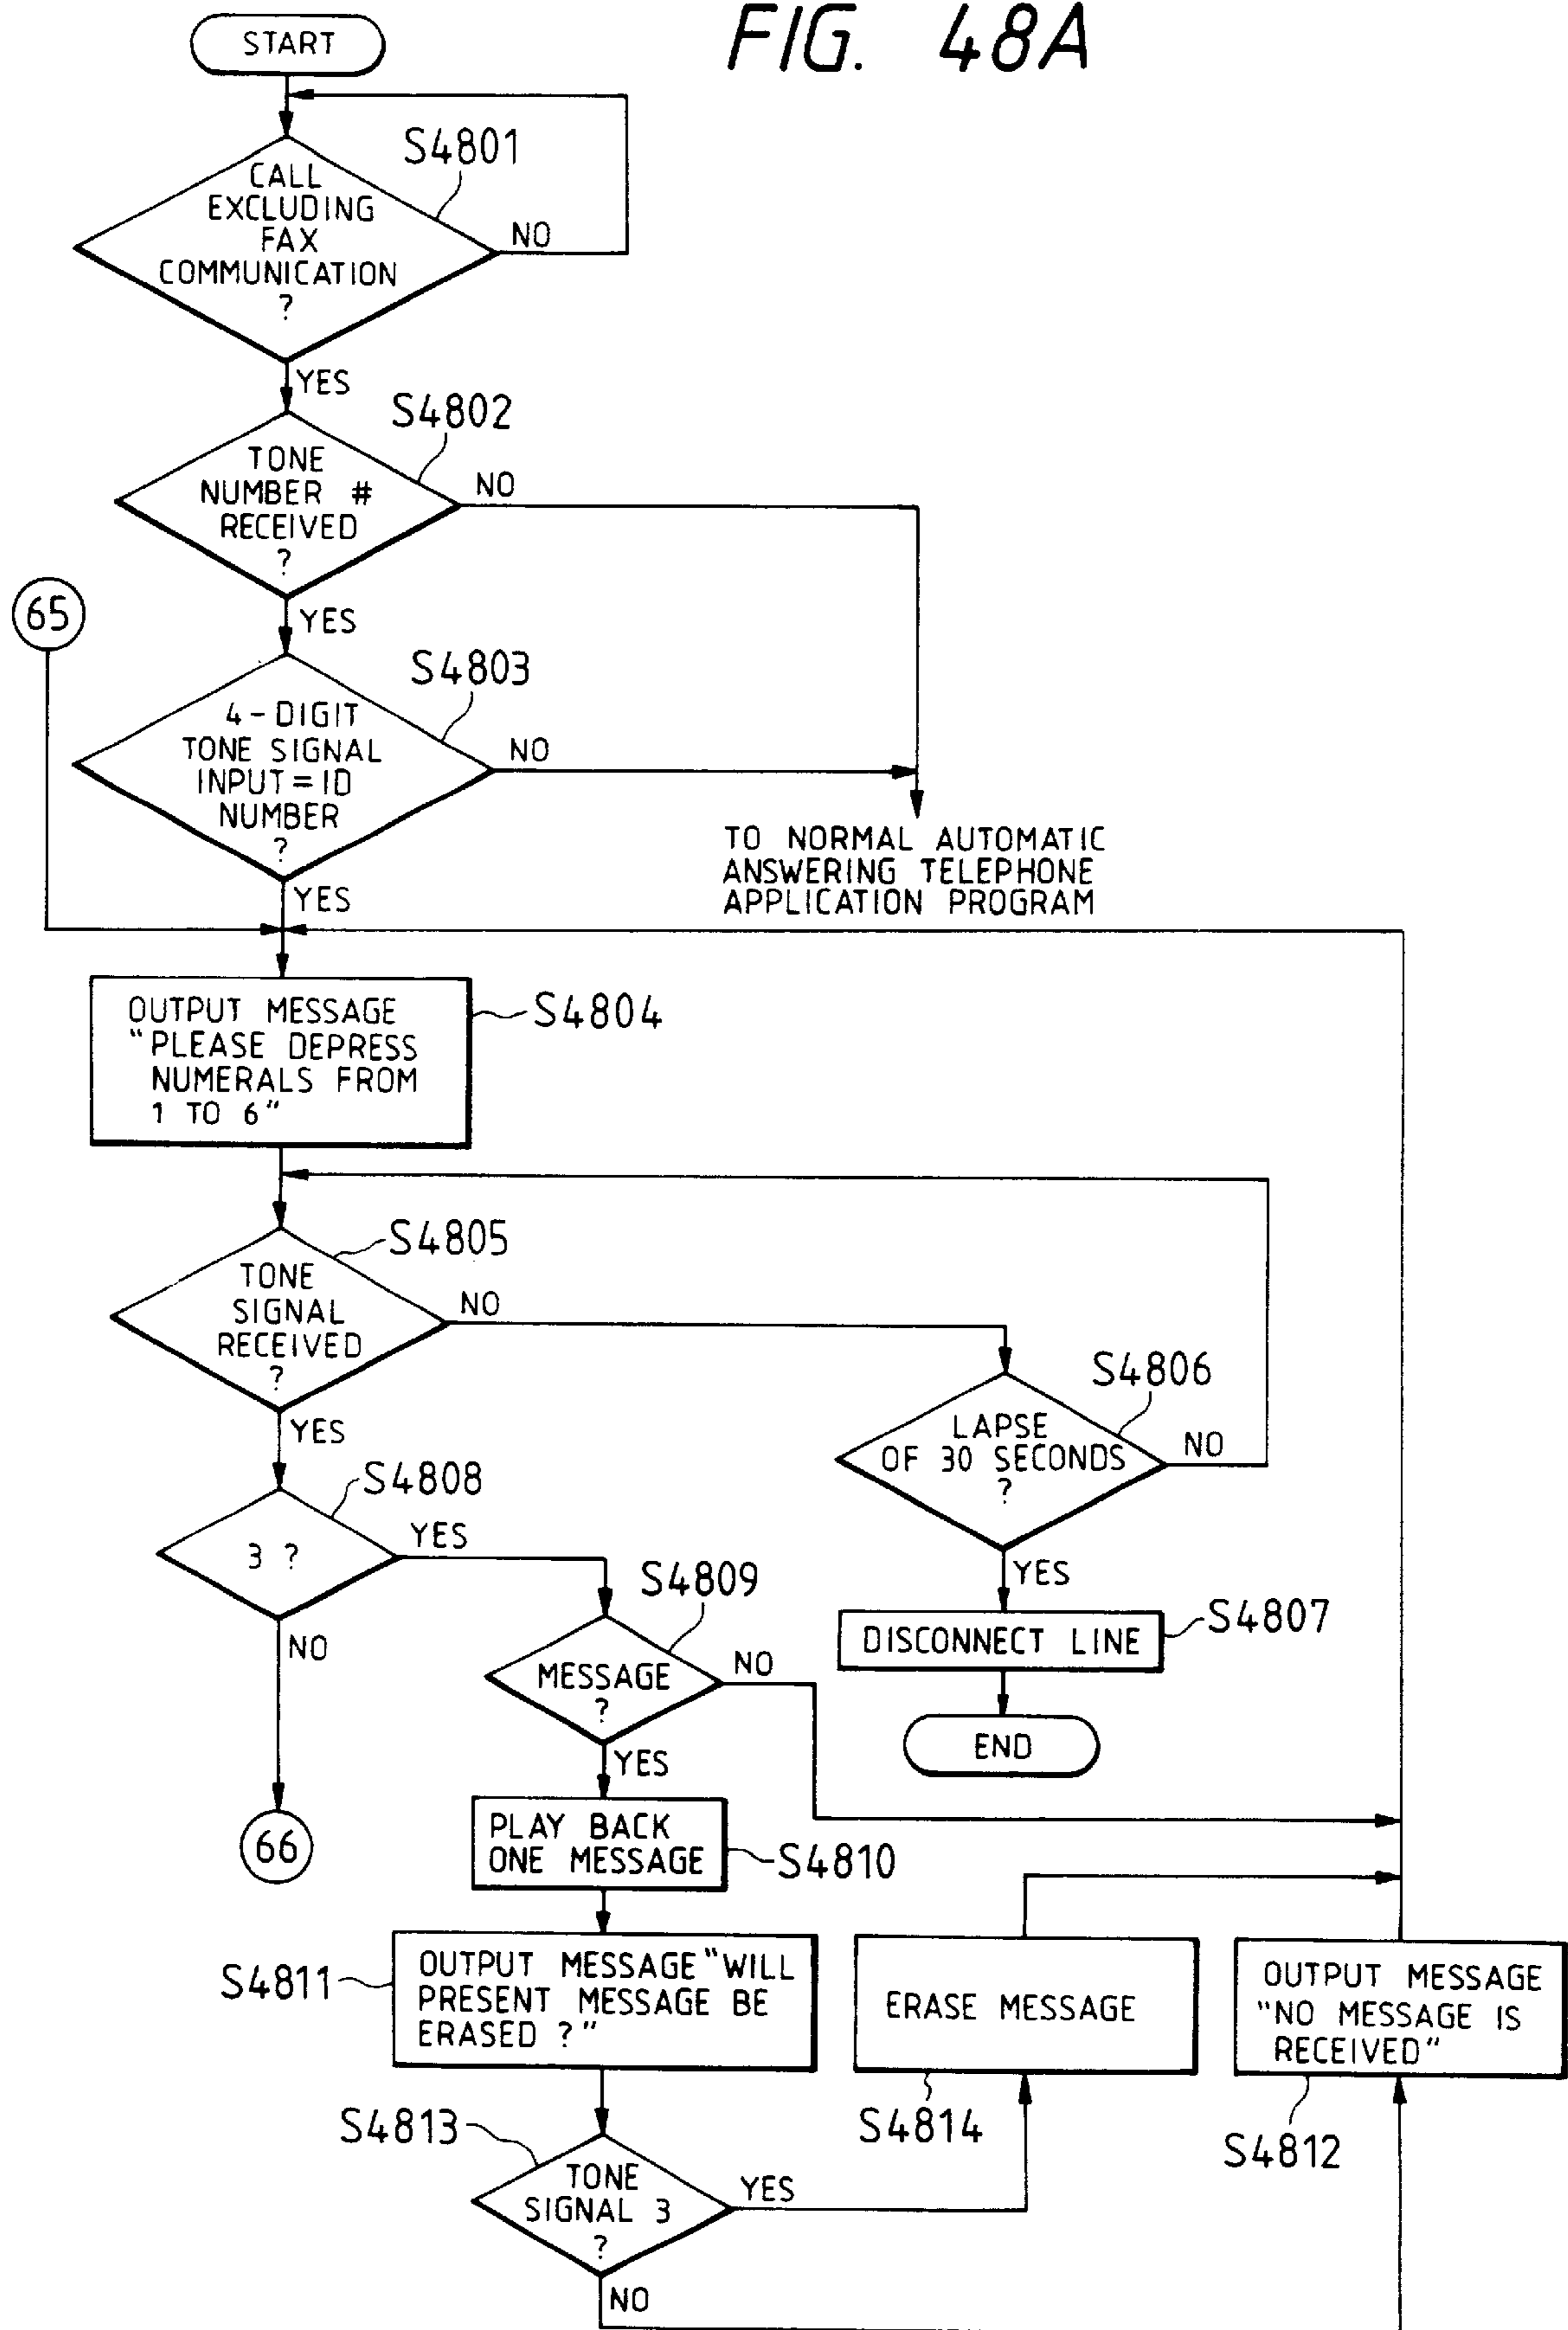 FIG. 48A
START
S4801
CALL
EXCLUDING
FAX
COMMUNICATION
?
NO
YES
S4802
TONE
NUMBER #
RECEIVED
?
NO
YES
65
S4803
4-DIGIT
TONE SIGNAL
INPUT=ID
NUMBER
?
NO
YES
TO NORMAL AUTOMATIC
ANSWERING TELEPHONE
APPLICATION PROGRAM
OUTPUT MESSAGE
"PLEASE DEPRESS
NUMERALS FROM
1 TO 6"
S4804
S4805
TONE
SIGNAL
RECEIVED
?
NO
YES
S4806
LAPSE
OF 30 SECONDS
?
NO
YES
S4808
3 ?
YES
NO
S4807
DISCONNECT LINE
END
S4809
MESSAGE
?
NO
YES
66
PLAY BACK
ONE MESSAGE
S4810
S4811
OUTPUT MESSAGE "WILL
PRESENT MESSAGE BE
ERASED ?"
ERASE MESSAGE
S4814
OUTPUT MESSAGE
"NO MESSAGE IS
RECEIVED"
S4812
S4813
TONE
SIGNAL 3
?
YES
NO